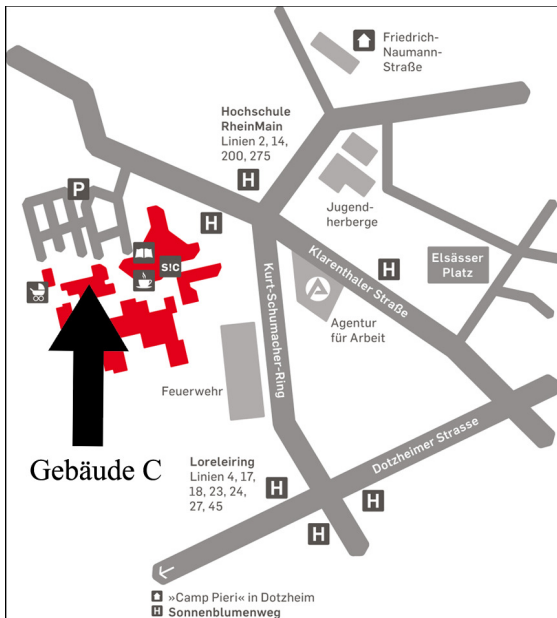 Friedrich-
Naumann-
Straße
Hochschule
RheinMain
Linien 2, 14,
200, 275
H
P
H
Jugend-
herberge
S!C
Kurt-Schumacher-Ring
Klarenthaler Straße
H
Elsässer
Platz
Agentur
für Arbeit
Feuerwehr
Gebäude C
Loreleiring
Linien 4, 17,
18, 23, 24,
27, 45
H
Dotzheimer Strasse
H
H
»Camp Pieri« in Dotzheim
H Sonnenblumenweg